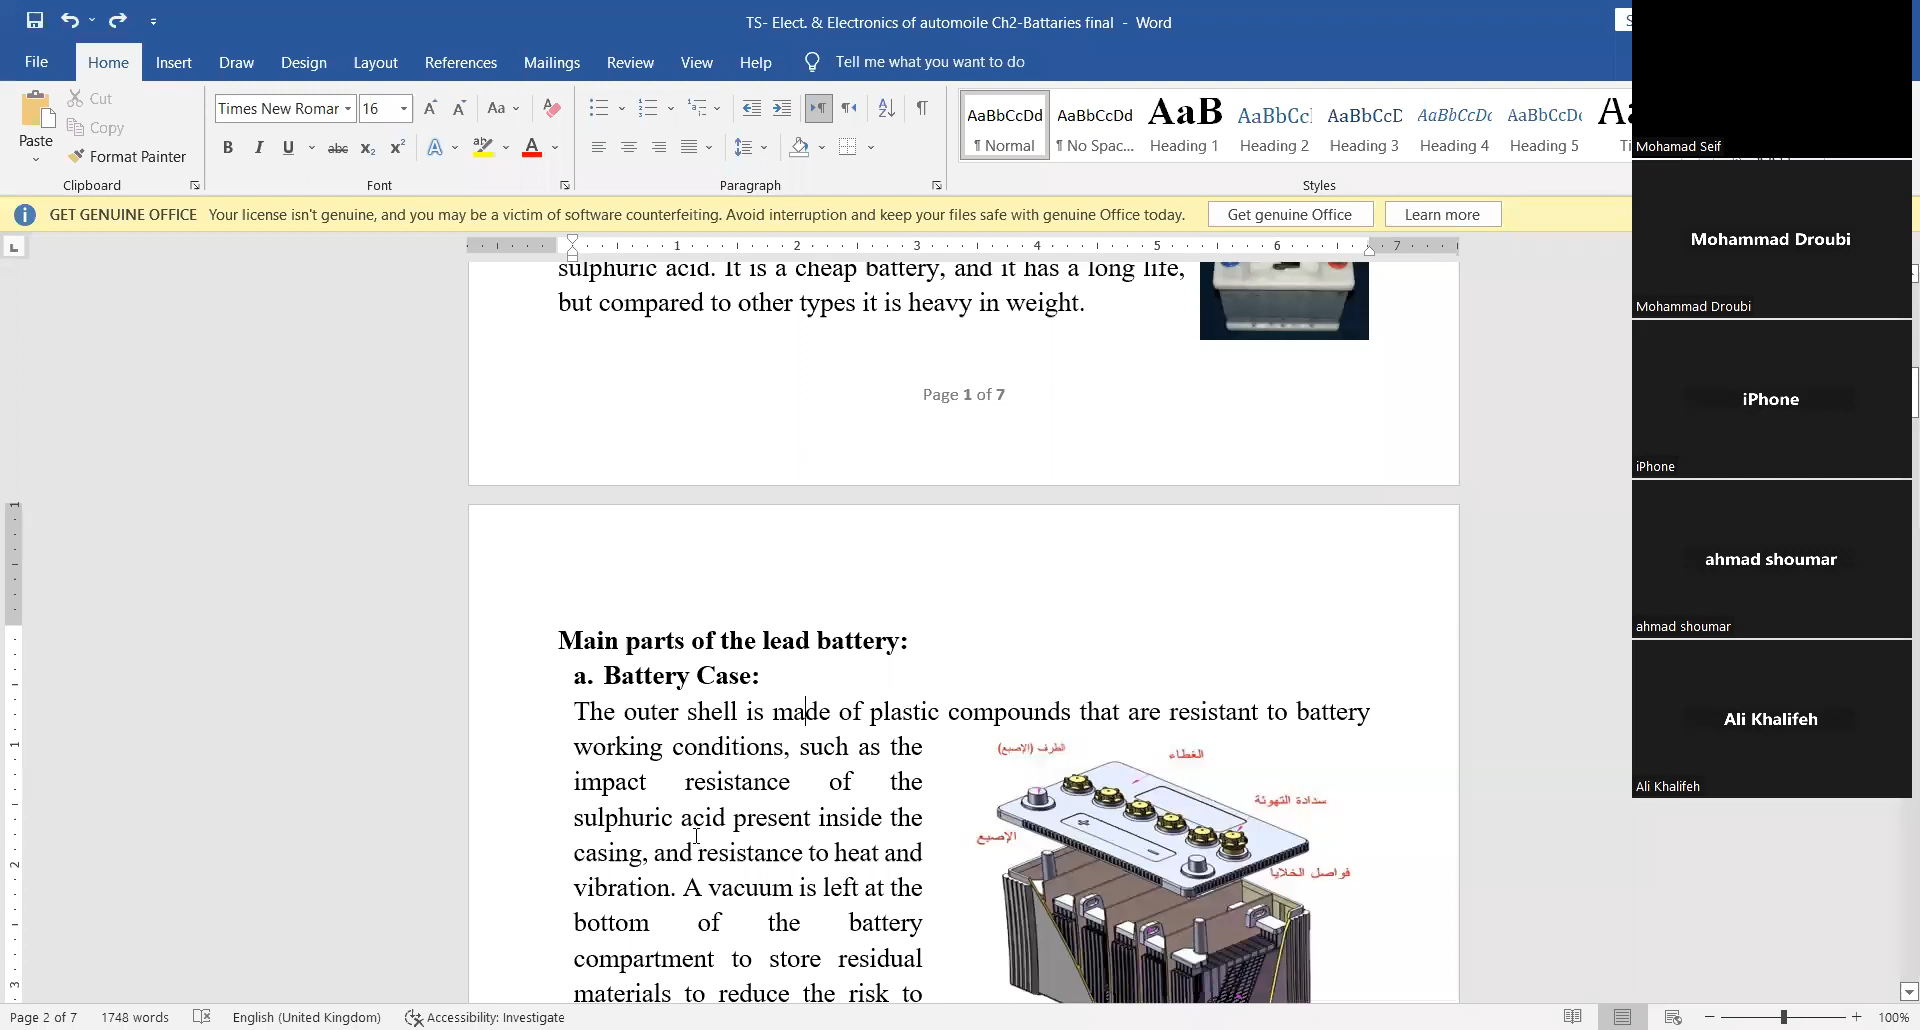 TS- Elect. & Electronics of automoile Ch2-Battaries final - Word
File Home Insert Draw Design Layout References Mailings Review View Help Tell me what you want to do
Paste
Cut
Copy
Format Painter
Clipboard
Times New Romar 16
Font
Paragraph
AaBbCcDd AaBbCcDd AaB AaBbCcl AaBbCcD AaBbCcDc AaBbCcDc
¶ Normal ¶ No Spac... Heading 1 Heading 2 Heading 3 Heading 4 Heading 5
Styles
GET GENUINE OFFICE Your license isn't genuine, and you may be a victim of software counterfeiting. Avoid interruption and keep your files safe with genuine Office today. Get genuine Office Learn more
1 2 3 4 5 6 7
sulphuric acid. It is a cheap battery, and it has a long life,
but compared to other types it is heavy in weight.
Page 1 of 7
Main parts of the lead battery:
a. Battery Case:
The outer shell is made of plastic compounds that are resistant to battery
working conditions, such as the
impact resistance of the
sulphuric acid present inside the
casing, and resistance to heat and
vibration. A vacuum is left at the
bottom of the battery
compartment to store residual
materials to reduce the risk to
الطرف (الإصبع)
الغطاء
سدادة التهوئة
الإصبع
فواصل الخلايا
Mohamad Seif
Mohammad Droubi
Mohammad Droubi
iPhone
iPhone
ahmad shoumar
ahmad shoumar
Ali Khalifeh
Ali Khalifeh
Page 2 of 7 1748 words English (United Kingdom) Accessibility: Investigate 100%